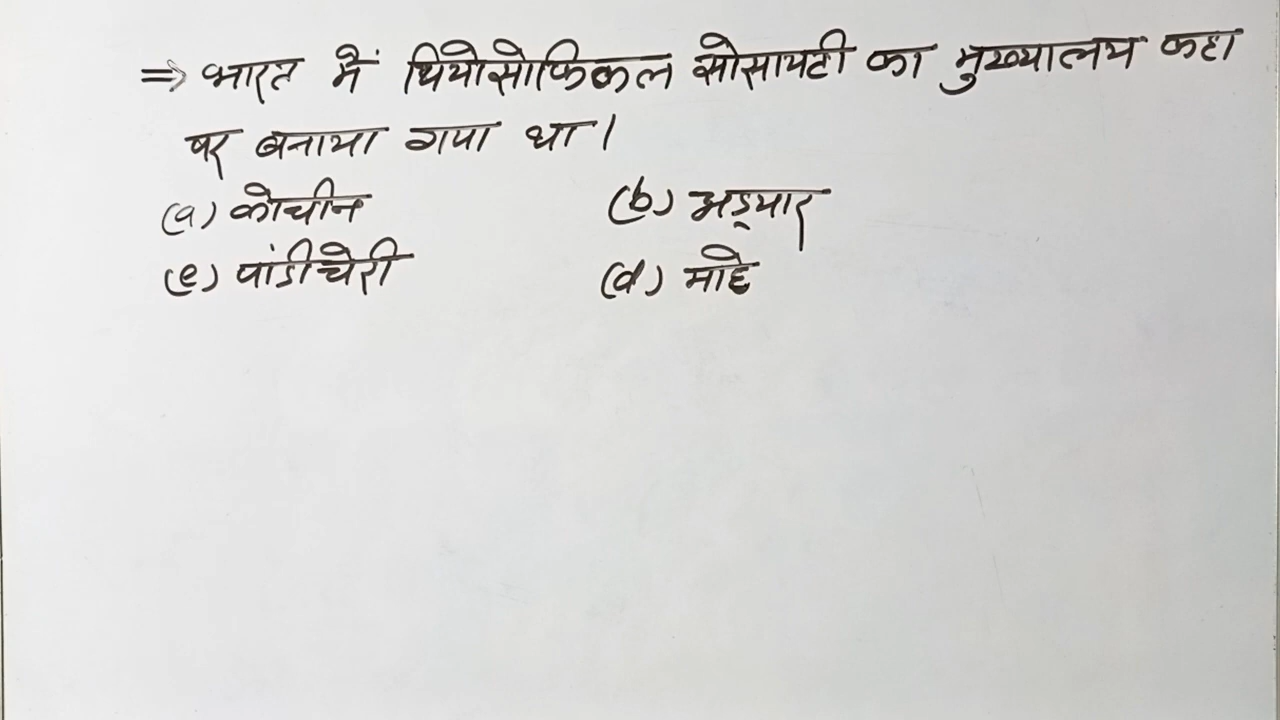 ⇒ भारत में थियोसोफिकल सोसायटी का मुख्यालय कहा
पर बनाया गया था।
(a) कोचीन (b) अड्यार
(c) पांडीचेरी (d) माहे